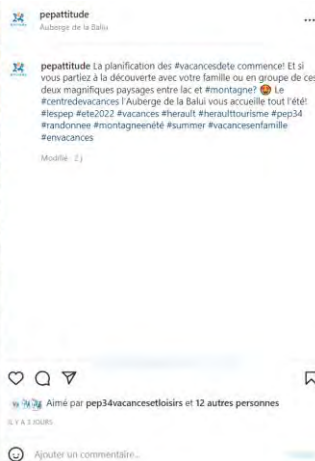 pepattitude
Auberge de la Balui
pepattitude La planification des #vacancesdete commence! Et si
vous partiez à la découverte avec votre famille ou en groupe de ces
deux magnifiques paysages entre lac et #montagne? 🤩 Le
#centredevacances l'Auberge de la Balui vous accueille tout l'été!
#lespep #ete2022 #vacances #herault #heraulttourisme #pep34
#randonnee #montagneenété #summer #vacancesenfamille
#envacances
Modifié · 2 j
Aimé par pep34vacancesetloisirs et 12 autres personnes
IL Y A 3 JOURS
Ajouter un commentaire...